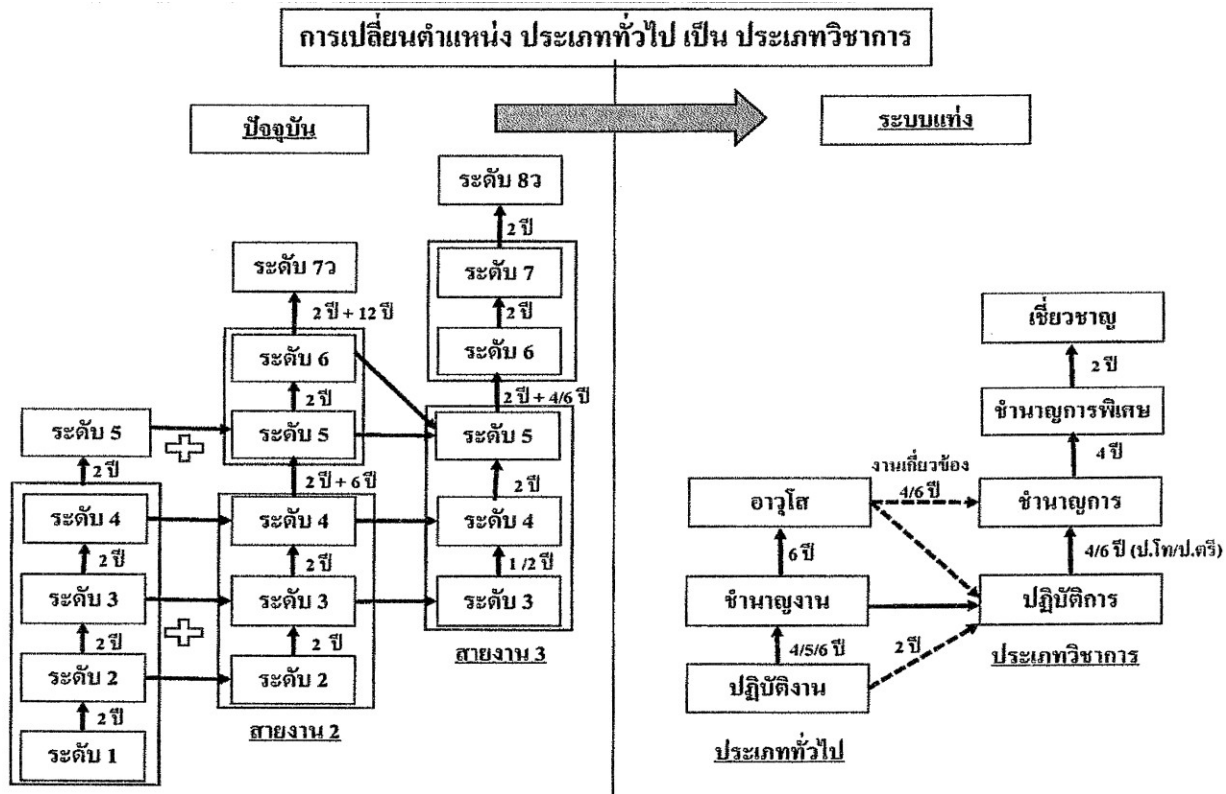 การเปลี่ยนตำแหน่ง ประเภททั่วไป เป็น ประเภทวิชาการ
ปัจจุบัน
ระดับ 5
2 ปี
ระดับ 4
2 ปี
ระดับ 3
2 ปี
ระดับ 2
2 ปี
ระดับ 1
ระดับ 7ว
2 ปี + 12 ปี
ระดับ 6
2 ปี
ระดับ 5
2 ปี + 6 ปี
ระดับ 4
2 ปี
ระดับ 3
2 ปี
ระดับ 2
สายงาน 2
ระดับ 8ว
2 ปี
ระดับ 7
2 ปี
ระดับ 6
2 ปี + 4/6 ปี
ระดับ 5
2 ปี
ระดับ 4
1 /2 ปี
ระดับ 3
สายงาน 3
ระบบแท่ง
อาวุโส
6 ปี
ชำนาญงาน
4/5/6 ปี
ปฏิบัติงาน
ประเภททั่วไป
งานเกี่ยวข้อง
4/6 ปี
2 ปี
เชี่ยวชาญ
2 ปี
ชำนาญการพิเศษ
4 ปี
ชำนาญการ
4/6 ปี (ป.โท/ป.ตรี)
ปฏิบัติการ
ประเภทวิชาการ